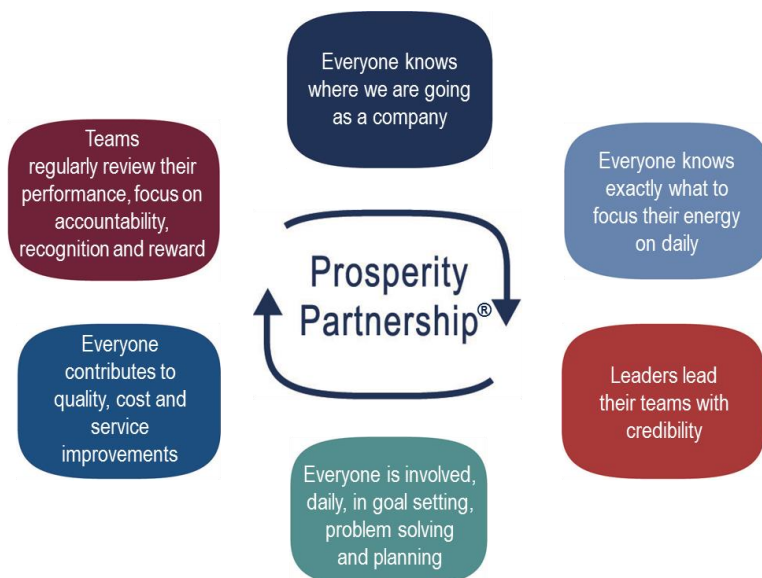 Everyone knows
where we are going
as a company
Everyone knows
exactly what to
focus their energy
on daily
Leaders lead
their teams with
credibility
Everyone is involved,
daily, in goal setting,
problem solving
and planning
Everyone
contributes to
quality, cost and
service
improvements
Teams
regularly review their
performance, focus on
accountability,
recognition and reward
Prosperity
Partnership®